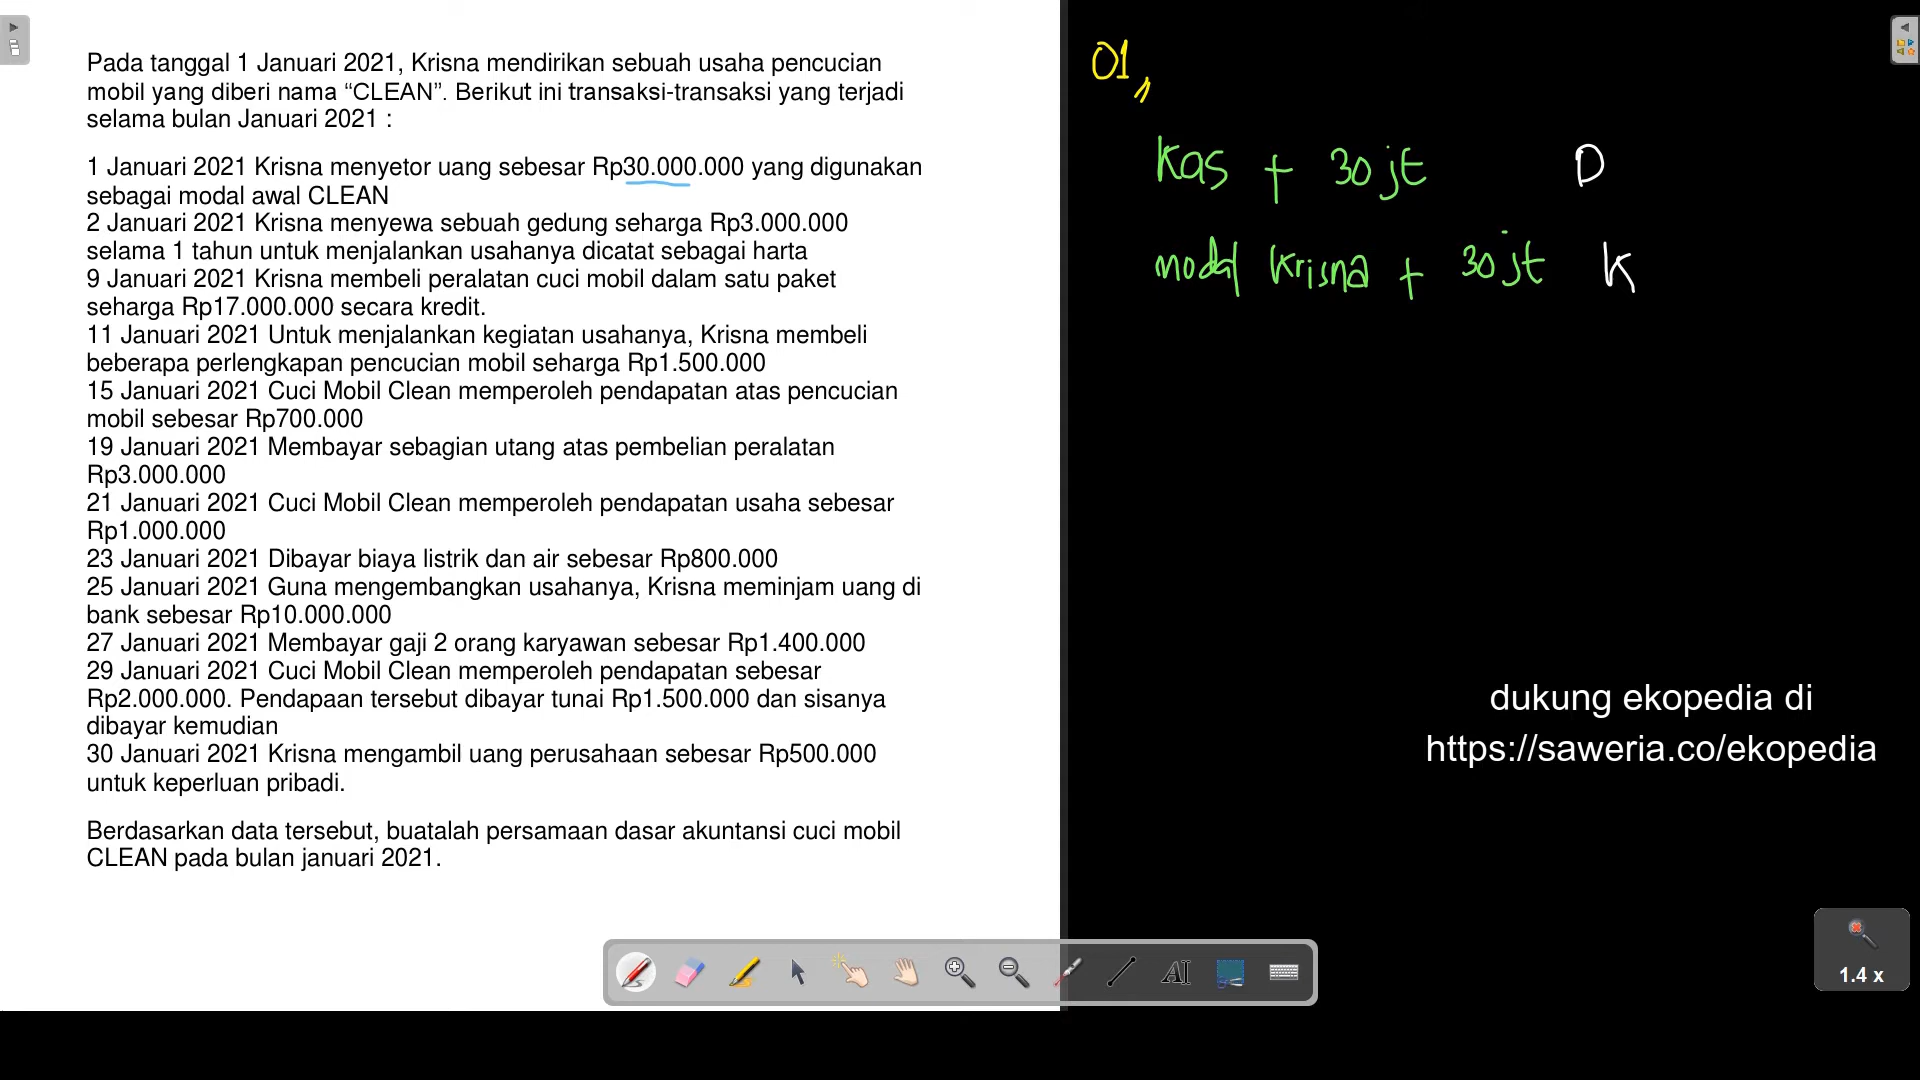 Pada tanggal 1 Januari 2021, Krisna mendirikan sebuah usaha pencucian
mobil yang diberi nama “CLEAN”. Berikut ini transaksi-transaksi yang terjadi
selama bulan Januari 2021 :
1 Januari 2021 Krisna menyetor uang sebesar Rp30.000.000 yang digunakan
sebagai modal awal CLEAN
2 Januari 2021 Krisna menyewa sebuah gedung seharga Rp3.000.000
selama 1 tahun untuk menjalankan usahanya dicatat sebagai harta
9 Januari 2021 Krisna membeli peralatan cuci mobil dalam satu paket
seharga Rp17.000.000 secara kredit.
11 Januari 2021 Untuk menjalankan kegiatan usahanya, Krisna membeli
beberapa perlengkapan pencucian mobil seharga Rp1.500.000
15 Januari 2021 Cuci Mobil Clean memperoleh pendapatan atas pencucian
mobil sebesar Rp700.000
19 Januari 2021 Membayar sebagian utang atas pembelian peralatan
Rp3.000.000
21 Januari 2021 Cuci Mobil Clean memperoleh pendapatan usaha sebesar
Rp1.000.000
23 Januari 2021 Dibayar biaya listrik dan air sebesar Rp800.000
25 Januari 2021 Guna mengembangkan usahanya, Krisna meminjam uang di
bank sebesar Rp10.000.000
27 Januari 2021 Membayar gaji 2 orang karyawan sebesar Rp1.400.000
29 Januari 2021 Cuci Mobil Clean memperoleh pendapatan sebesar
Rp2.000.000. Pendapaan tersebut dibayar tunai Rp1.500.000 dan sisanya
dibayar kemudian
30 Januari 2021 Krisna mengambil uang perusahaan sebesar Rp500.000
untuk keperluan pribadi.
Berdasarkan data tersebut, buatalah persamaan dasar akuntansi cuci mobil
CLEAN pada bulan januari 2021.
01,
Kas + 30 jt D
modal Krisna + 30 jt K
dukung ekopedia di
https://saweria.co/ekopedia
AI
1.4 x